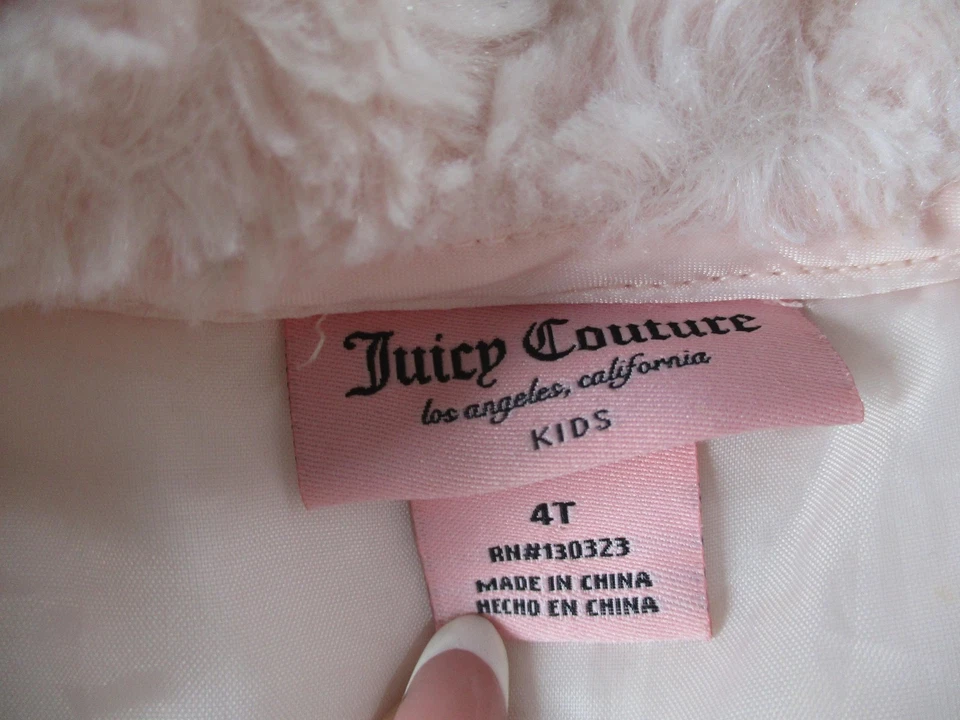 Juicy Couture
los angeles, california
KIDS
4T
RN#130323
MADE IN CHINA
HECHO EN CHINA